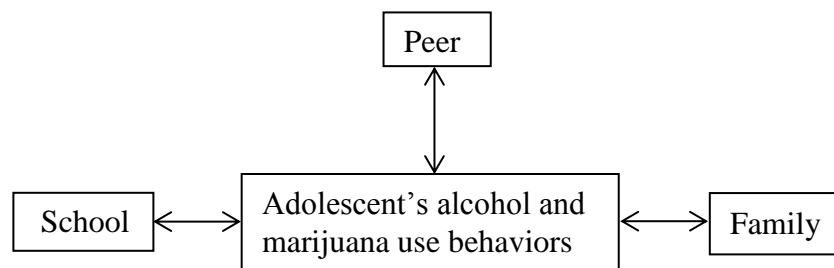 Peer
School
Adolescent’s alcohol and
marijuana use behaviors
Family